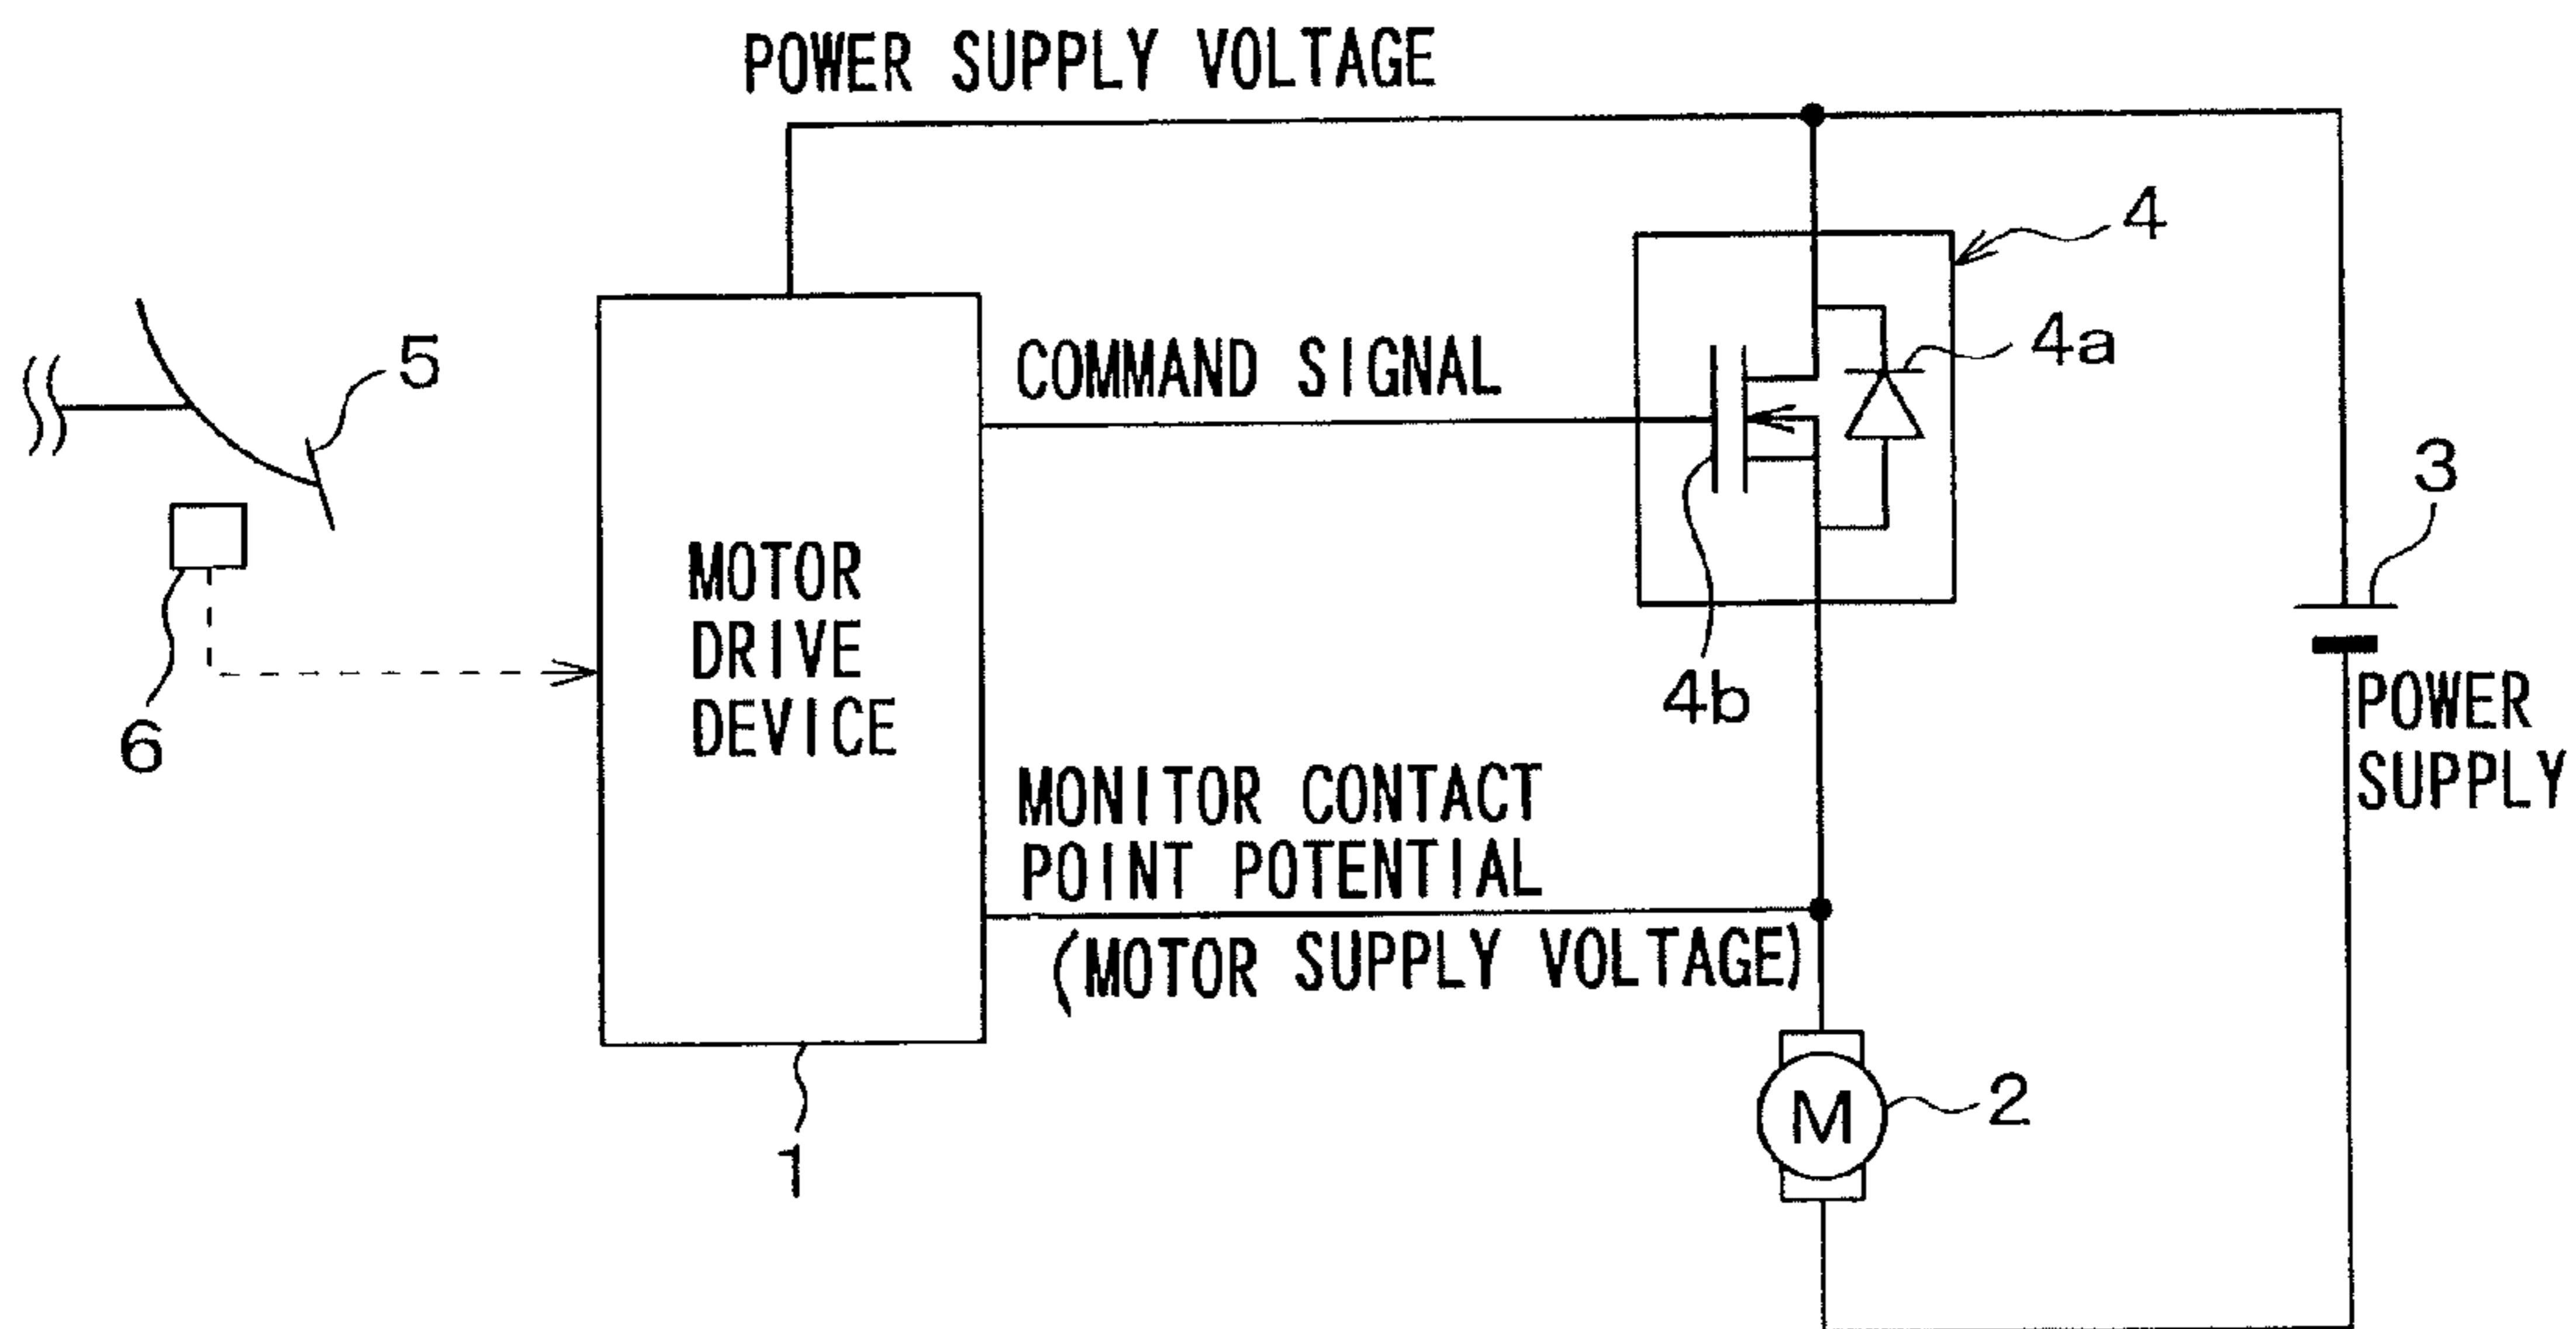 POWER SUPPLY VOLTAGE
4
5
COMMAND SIGNAL
4a
3
MOTOR
DRIVE
DEVICE
4b
POWER
SUPPLY
6
MONITOR CONTACT
POINT POTENTIAL
(MOTOR SUPPLY VOLTAGE)
M
2
1